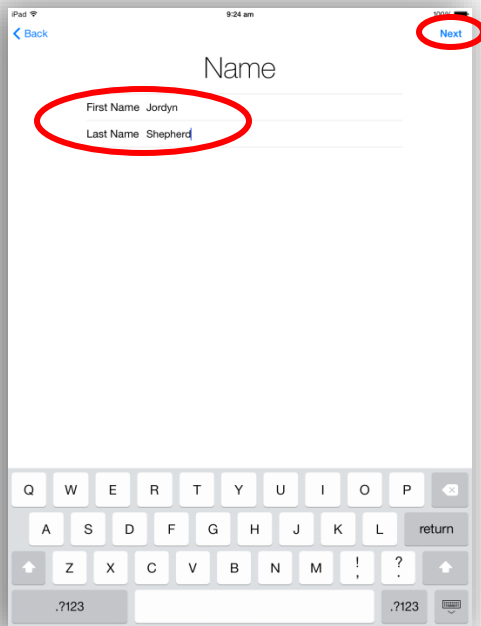 iPad 9:24 am 100%
Back Next
Name
First Name Jordyn
Last Name Shepherd
Q W E R T Y U I O P
A S D F G H J K L return
Z X C V B N M ! , ? .
.?123 .?123